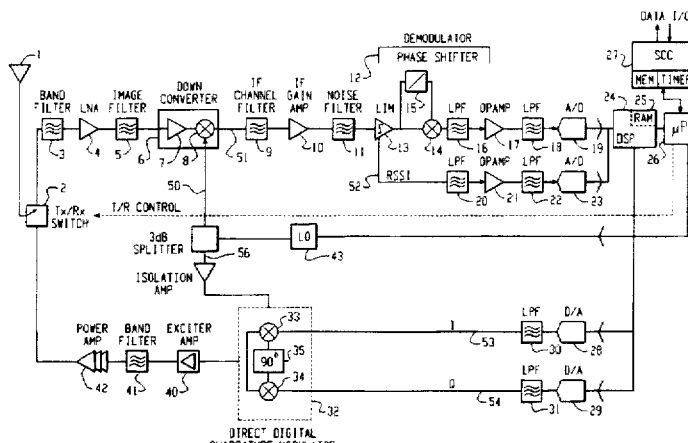 DATA I/O
DEMODULATOR
PHASE SHIFTER
12
27
SCC
MEM TIMER
1
BAND FILTER
LNA
IMAGE FILTER
DOWN CONVERTER
IF CHANNEL FILTER
IF GAIN AMP
NOISE FILTER
LIM
15
LPF
OPAMP
LPF
A/D
24
25
RAM
DSP
µP
3
4
5
6
7
8
51
9
10
11
13
14
16
17
18
19
26
50
52
RSSI
LPF
OPAMP
LPF
A/D
20
21
22
23
2
Tx/Rx SWITCH
T/R CONTROL
3dB SPLITTER
56
LO
43
ISOLATION AMP
POWER AMP
BAND FILTER
EXCITER AMP
33
I
53
LPF
D/A
90°
35
30
28
42
41
40
34
Q
54
LPF
D/A
32
31
29
DIRECT DIGITAL